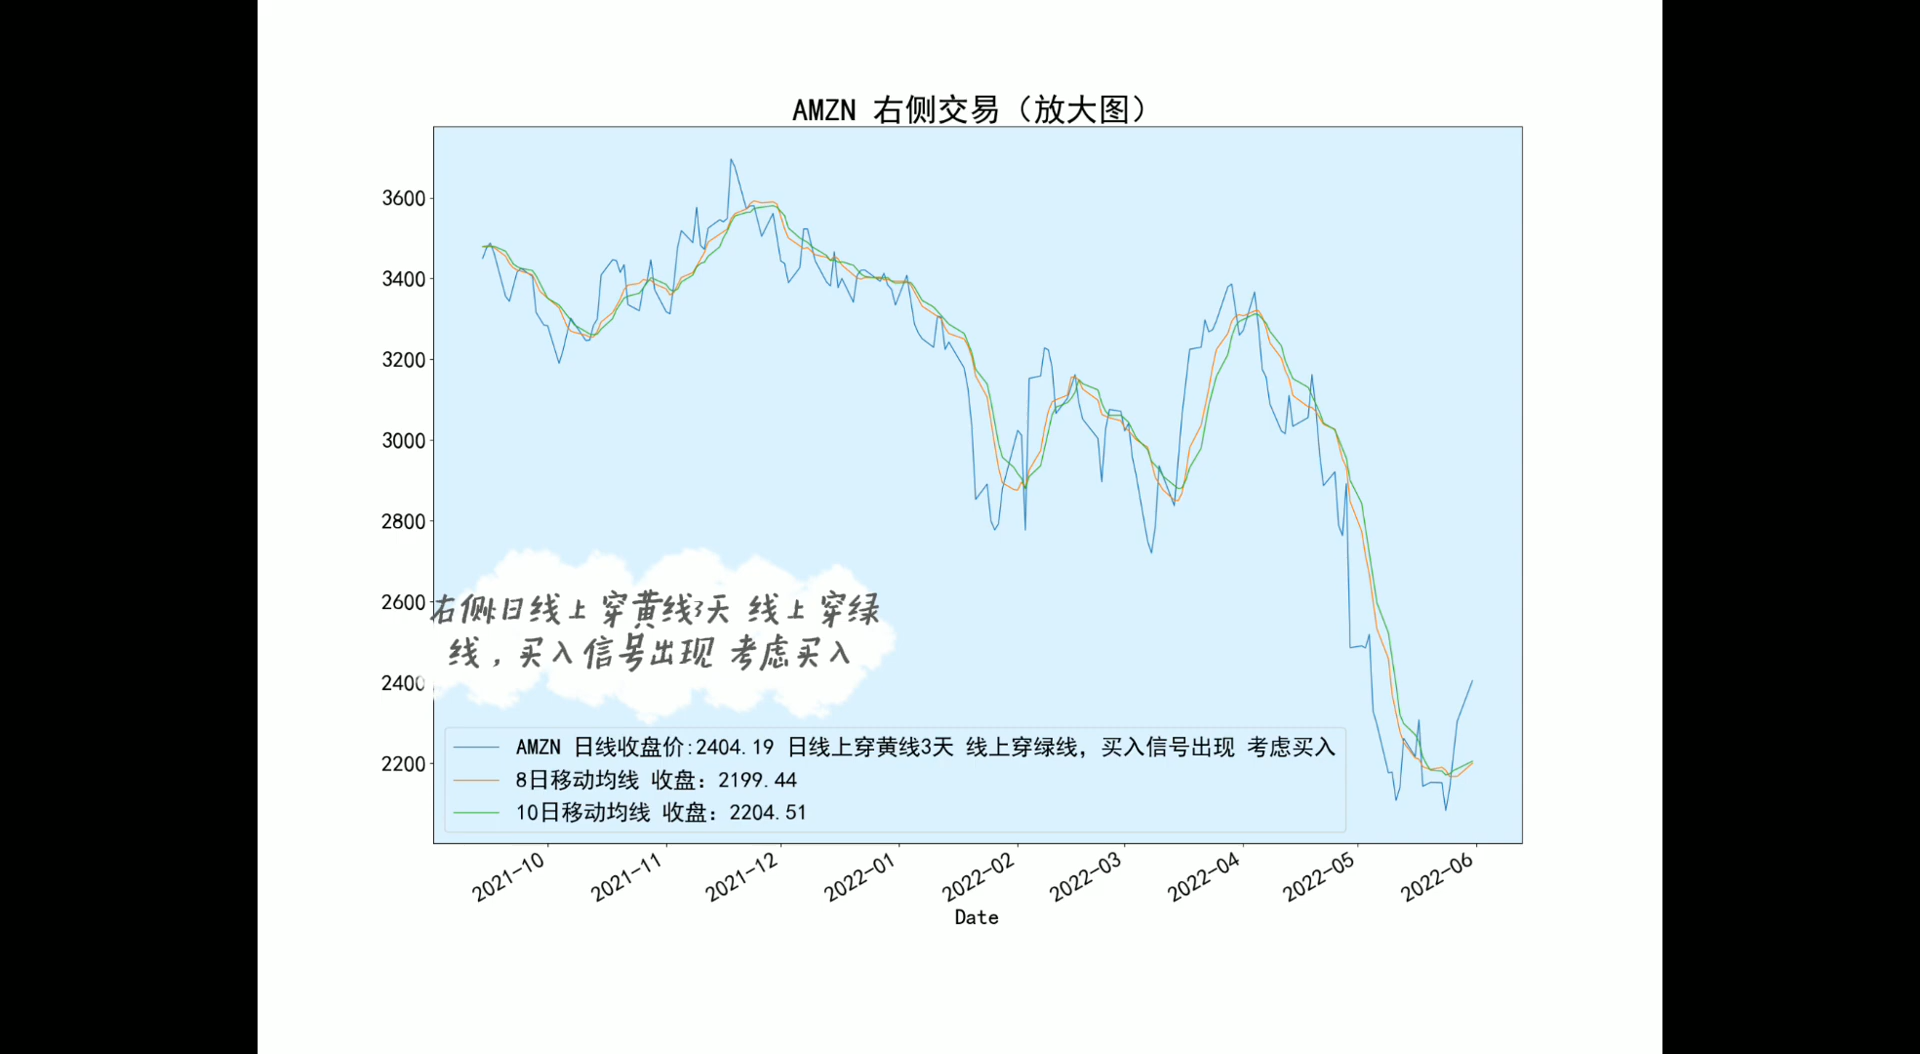 AMZN 右侧交易（放大图）
3600
3400
3200
3000
2800
2600
2400
2200
右侧日线上穿黄线3天 线上穿绿
线，买入信号出现 考虑买入
AMZN 日线收盘价:2404.19 日线上穿黄线3天 线上穿绿线，买入信号出现 考虑买入
8日移动均线 收盘：2199.44
10日移动均线 收盘：2204.51
2021-10
2021-11
2021-12
2022-01
2022-02
2022-03
2022-04
2022-05
2022-06
Date